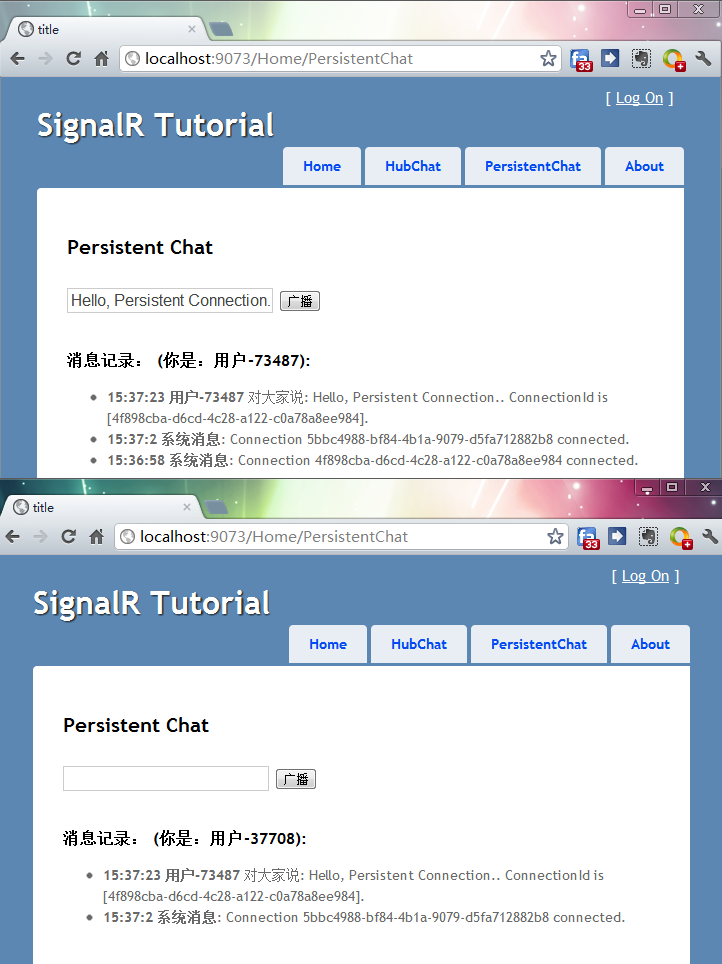 title
localhost:9073/Home/PersistentChat
33
[ Log On ]
SignalR Tutorial
Home HubChat PersistentChat About
Persistent Chat
Hello, Persistent Connection. 广播
消息记录： (你是：用户-73487):
15:37:23 用户-73487 对大家说: Hello, Persistent Connection.. ConnectionId is
[4f898cba-d6cd-4c28-a122-c0a78a8ee984].
15:37:2 系统消息: Connection 5bbc4988-bf84-4b1a-9079-d5fa712882b8 connected.
15:36:58 系统消息: Connection 4f898cba-d6cd-4c28-a122-c0a78a8ee984 connected.
title
localhost:9073/Home/PersistentChat
33
[ Log On ]
SignalR Tutorial
Home HubChat PersistentChat About
Persistent Chat
广播
消息记录： (你是：用户-37708):
15:37:23 用户-73487 对大家说: Hello, Persistent Connection.. ConnectionId is
[4f898cba-d6cd-4c28-a122-c0a78a8ee984].
15:37:2 系统消息: Connection 5bbc4988-bf84-4b1a-9079-d5fa712882b8 connected.